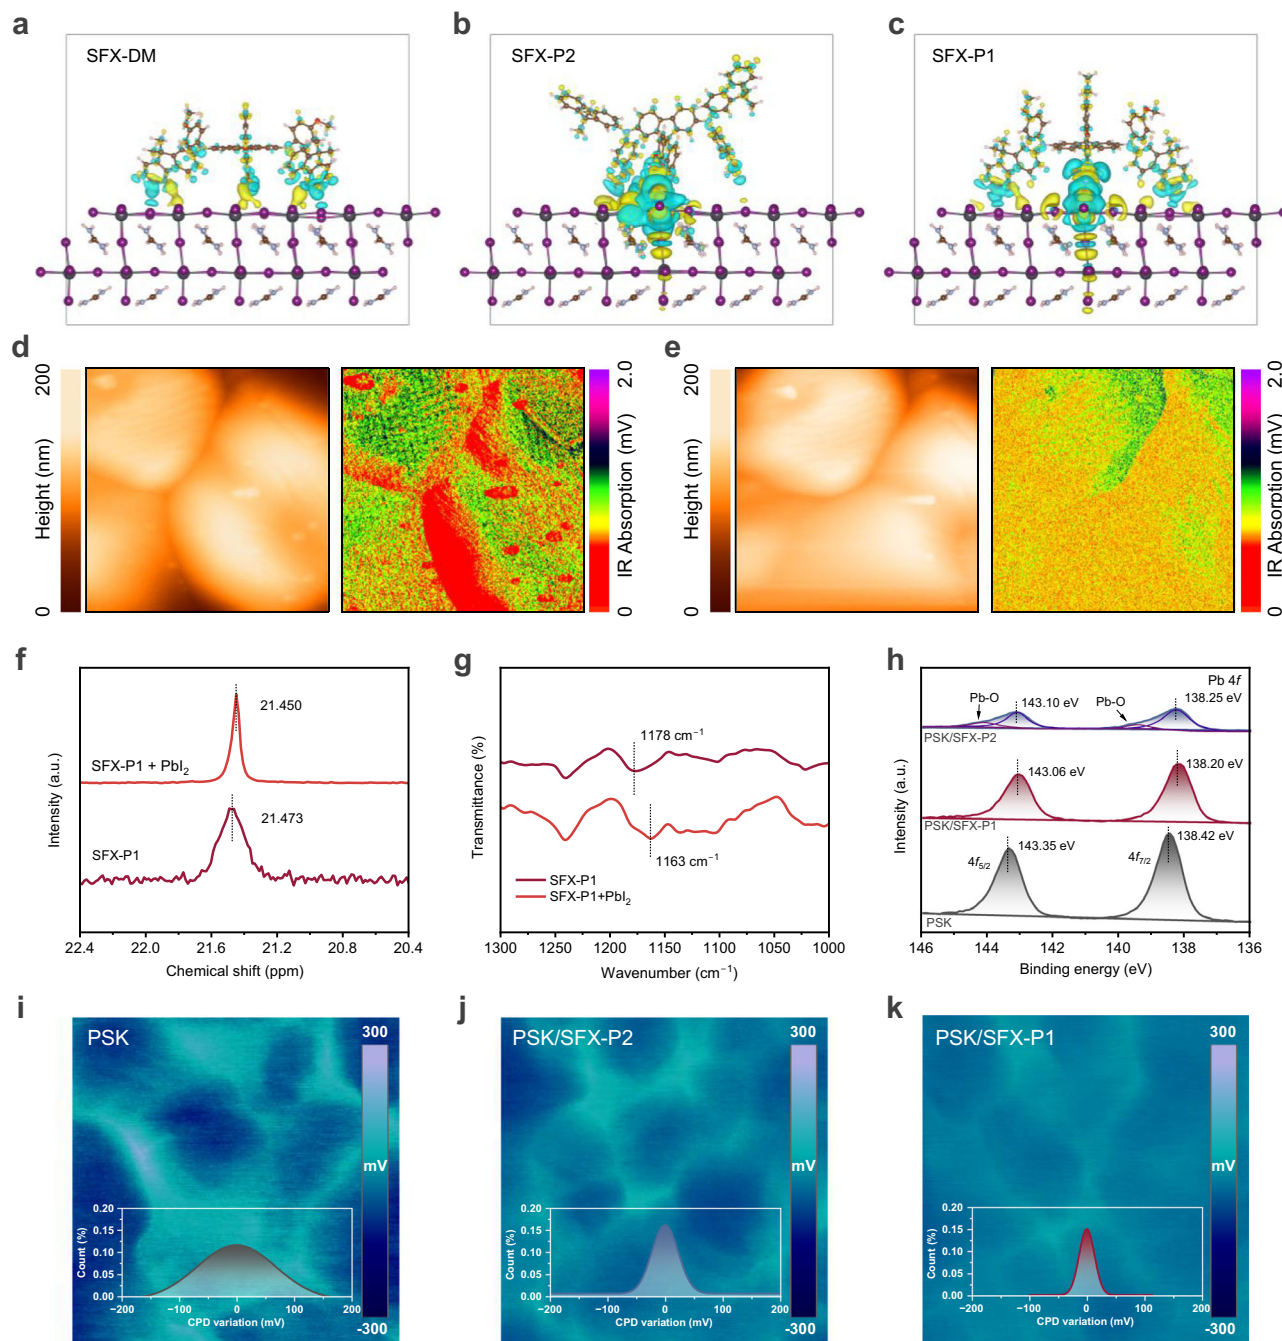 a
b
c
SFX-DM
SFX-P2
SFX-P1
d
e
200
Height (nm)
0
2.0
IR Absorption (mV)
0
200
Height (nm)
0
2.0
IR Absorption (mV)
0
f
21.450
SFX-P1 + PbI₂
21.473
SFX-P1
Intensity (a.u.)
22.4 22.0 21.6 21.2 20.8 20.4
Chemical shift (ppm)
g
1178 cm⁻¹
1163 cm⁻¹
SFX-P1
SFX-P1+PbI₂
Transmittance (%)
1300 1200 1150 1100 1050 1000
Wavenumber (cm⁻¹)
h
Pb 4f
Pb-O
143.10 eV
Pb-O
138.25 eV
PSK/SFX-P2
143.06 eV
138.20 eV
PSK/SFX-P1
143.35 eV
138.42 eV
4f5/2
4f7/2
PSK
Intensity (a.u.)
146 144 142 139 138 136
Binding energy (eV)
i
PSK
300
mV
-300
0.20
0.15
0.10
0.05
0.00
Count (%)
−200 −100 0 100 200
CPD variation (mV)
j
PSK/SFX-P2
300
mV
-300
0.20
0.15
0.10
0.05
0.00
Count (%)
−200 −100 0 100 200
CPD variation (mV)
k
PSK/SFX-P1
300
mV
-300
0.20
0.15
0.10
0.05
0.00
Count (%)
−200 −100 0 100 200
CPD variation (mV)